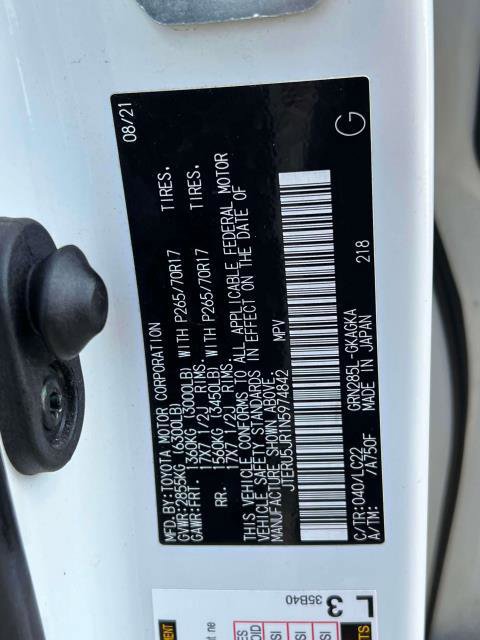 MFD.BY:TOYOTA MOTOR CORPORATION 08/21
GVWR:2855KG (6300LB)
GAWR:FRT. 1360KG (3000LB) WITH P265/70R17 TIRES,
17X7 1/2J RIMS.
RR. 1560KG (3450LB) WITH P265/70R17 TIRES,
17X7 1/2J RIMS.
THIS VEHICLE CONFORMS TO ALL APPLICABLE FEDERAL MOTOR
VEHICLE SAFETY STANDARDS IN EFFECT ON THE DATE OF
MANUFACTURE SHOWN ABOVE.
JTERU5JR1N5974842 MPV
C/TR:040/LC22 GRN285L-GKAGKA
A/TM: /A750F MADE IN JAPAN 218
G
L3
35B40